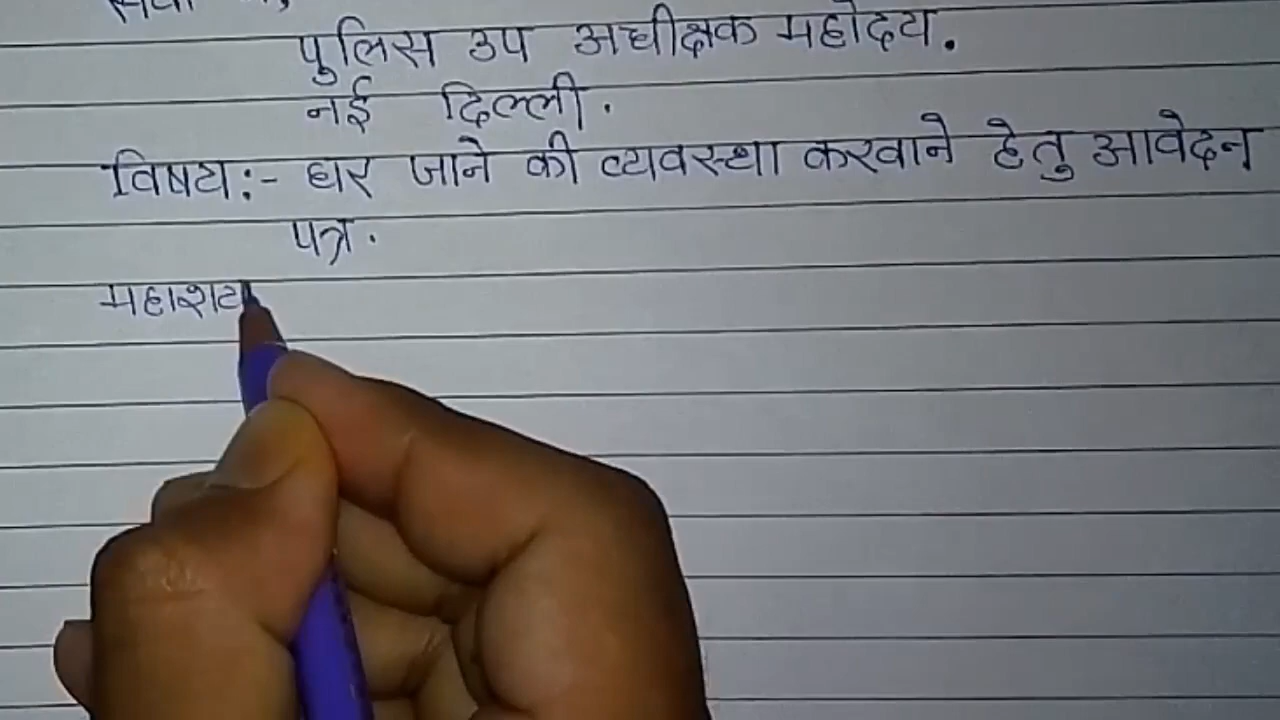 पुलिस उप अधीक्षक महोदय.
नई दिल्ली.
विषय:- घर जाने की व्यवस्था करवाने हेतु आवेदन
पत्र.
महाशय